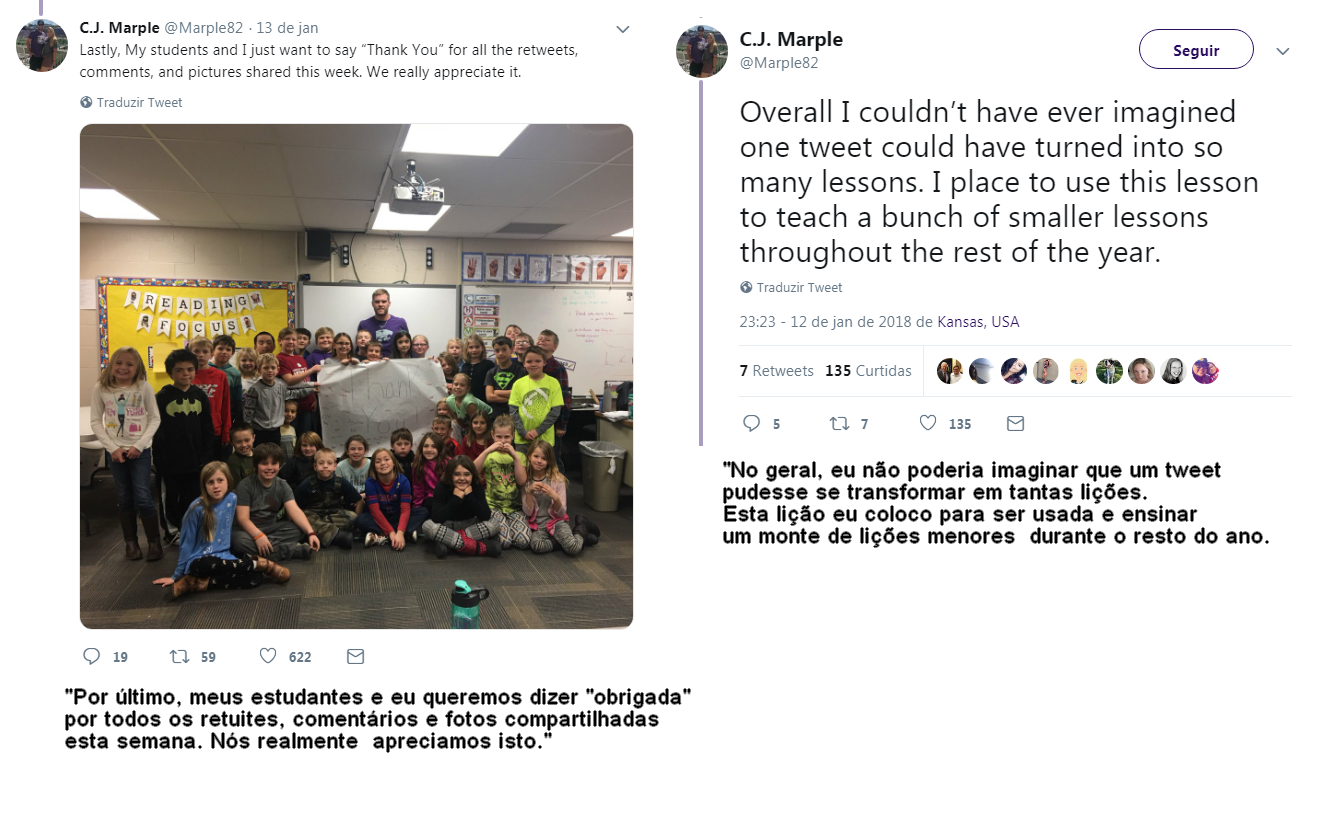 C.J. Marple @Marple82 · 13 de jan
Lastly, My students and I just want to say “Thank You” for all the retweets,
comments, and pictures shared this week. We really appreciate it.
Traduzir Tweet
READING
FOCUS!
Thank
You
19 59 622
"Por último, meus estudantes e eu queremos dizer "obrigada"
por todos os retuites, comentários e fotos compartilhadas
esta semana. Nós realmente apreciamos isto."
C.J. Marple
@Marple82
Seguir
Overall I couldn’t have ever imagined
one tweet could have turned into so
many lessons. I place to use this lesson
to teach a bunch of smaller lessons
throughout the rest of the year.
Traduzir Tweet
23:23 - 12 de jan de 2018 de Kansas, USA
7 Retweets 135 Curtidas
5 7 135
"No geral, eu não poderia imaginar que um tweet
pudesse se transformar em tantas lições.
Esta lição eu coloco para ser usada e ensinar
um monte de lições menores durante o resto do ano.